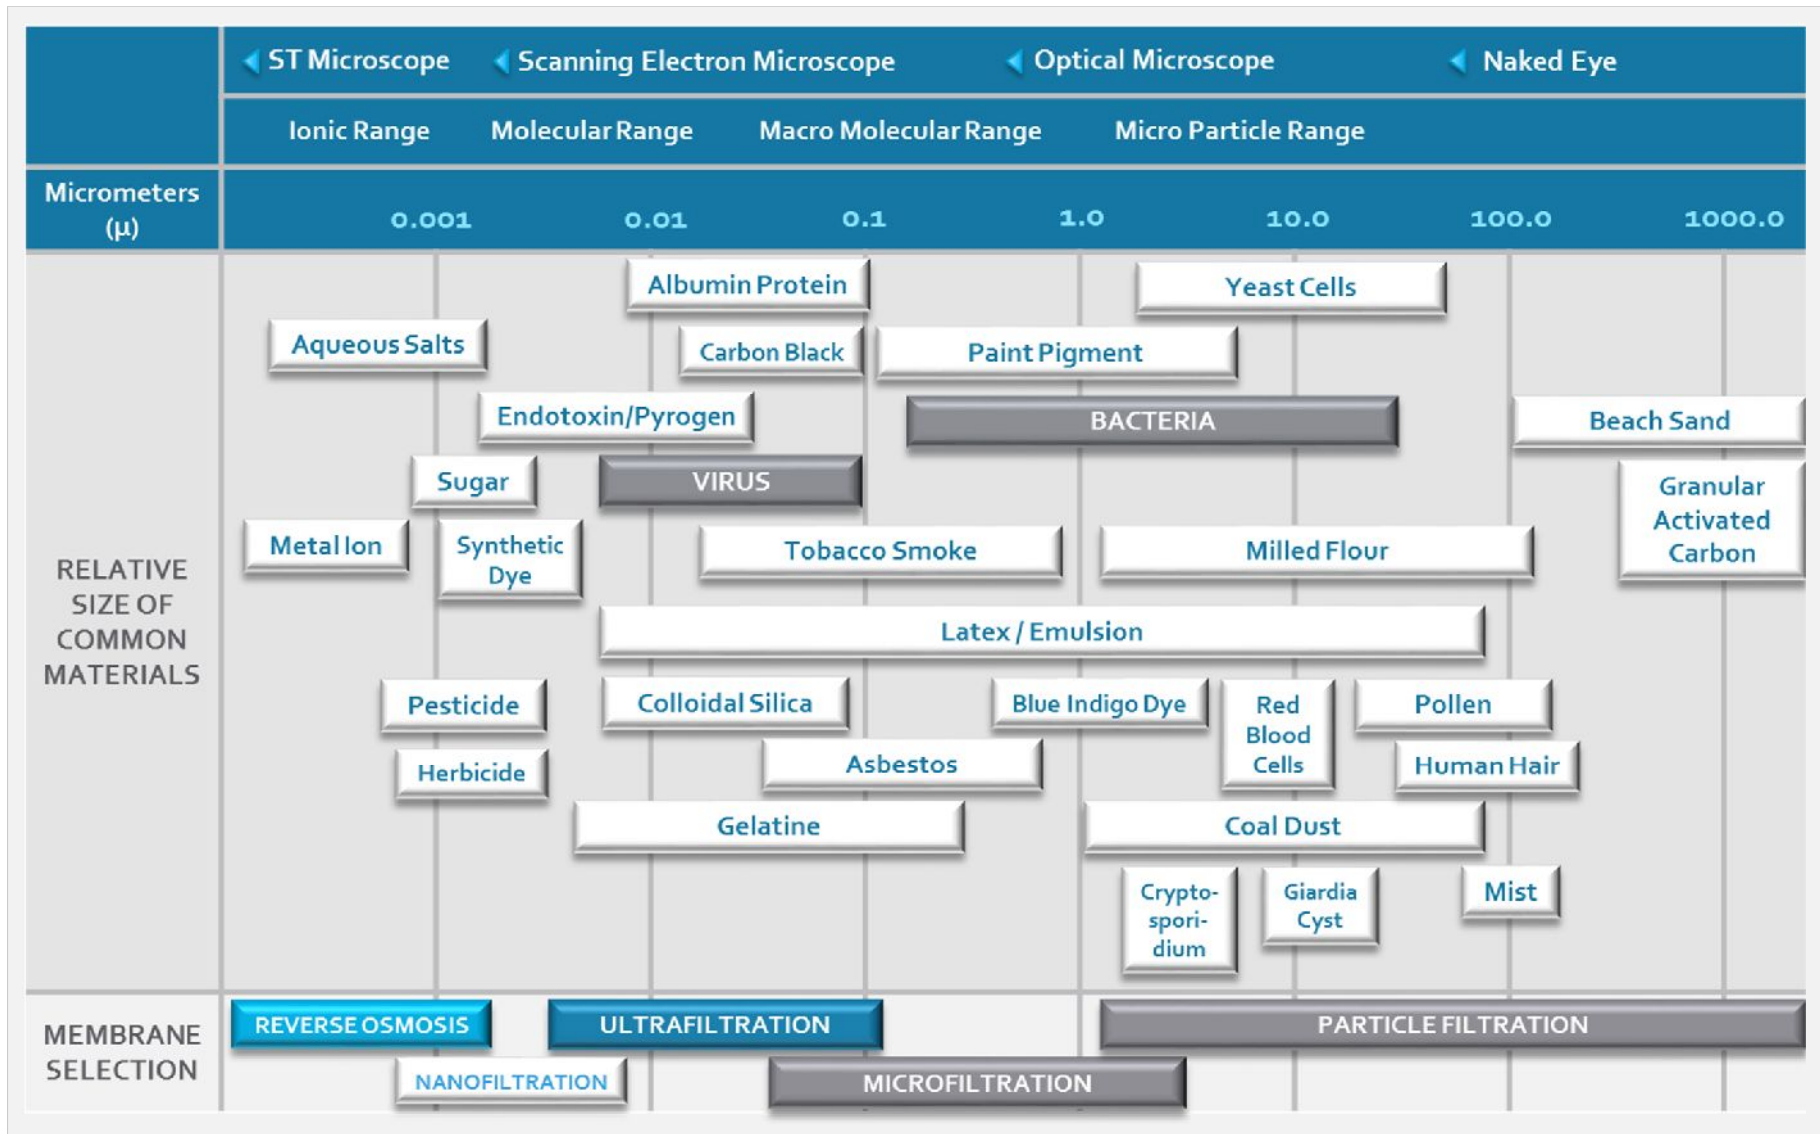 ST Microscope
Scanning Electron Microscope
Optical Microscope
Naked Eye
Ionic Range
Molecular Range
Macro Molecular Range
Micro Particle Range
Micrometers
(μ)
0.001
0.01
0.1
1.0
10.0
100.0
1000.0
RELATIVE
SIZE OF
COMMON
MATERIALS
Albumin Protein
Yeast Cells
Aqueous Salts
Carbon Black
Paint Pigment
Endotoxin/Pyrogen
BACTERIA
Beach Sand
Sugar
VIRUS
Granular
Activated
Carbon
Metal Ion
Synthetic
Dye
Tobacco Smoke
Milled Flour
Latex / Emulsion
Pesticide
Colloidal Silica
Blue Indigo Dye
Red
Blood
Cells
Pollen
Herbicide
Asbestos
Human Hair
Gelatine
Coal Dust
Crypto-
spori-
dium
Giardia
Cyst
Mist
MEMBRANE
SELECTION
REVERSE OSMOSIS
ULTRAFILTRATION
PARTICLE FILTRATION
NANOFILTRATION
MICROFILTRATION